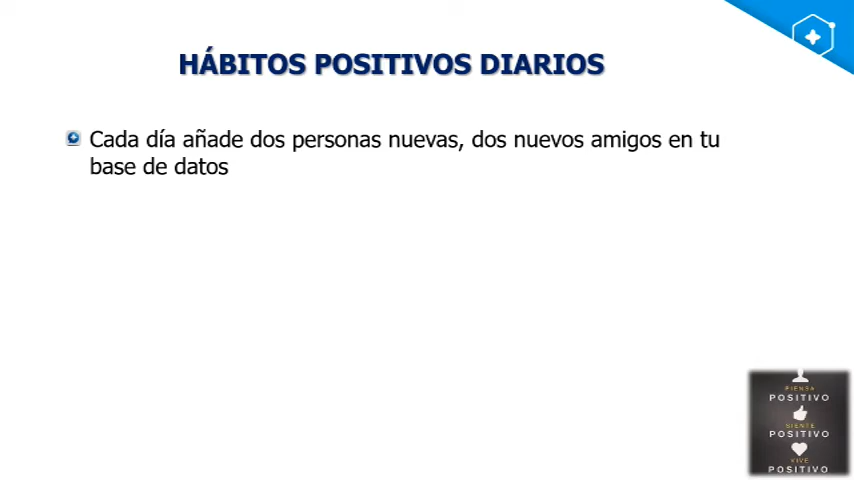 HÁBITOS POSITIVOS DIARIOS
Cada día añade dos personas nuevas, dos nuevos amigos en tu
base de datos
PIENSA
POSITIVO
SIENTE
POSITIVO
VIVE
POSITIVO